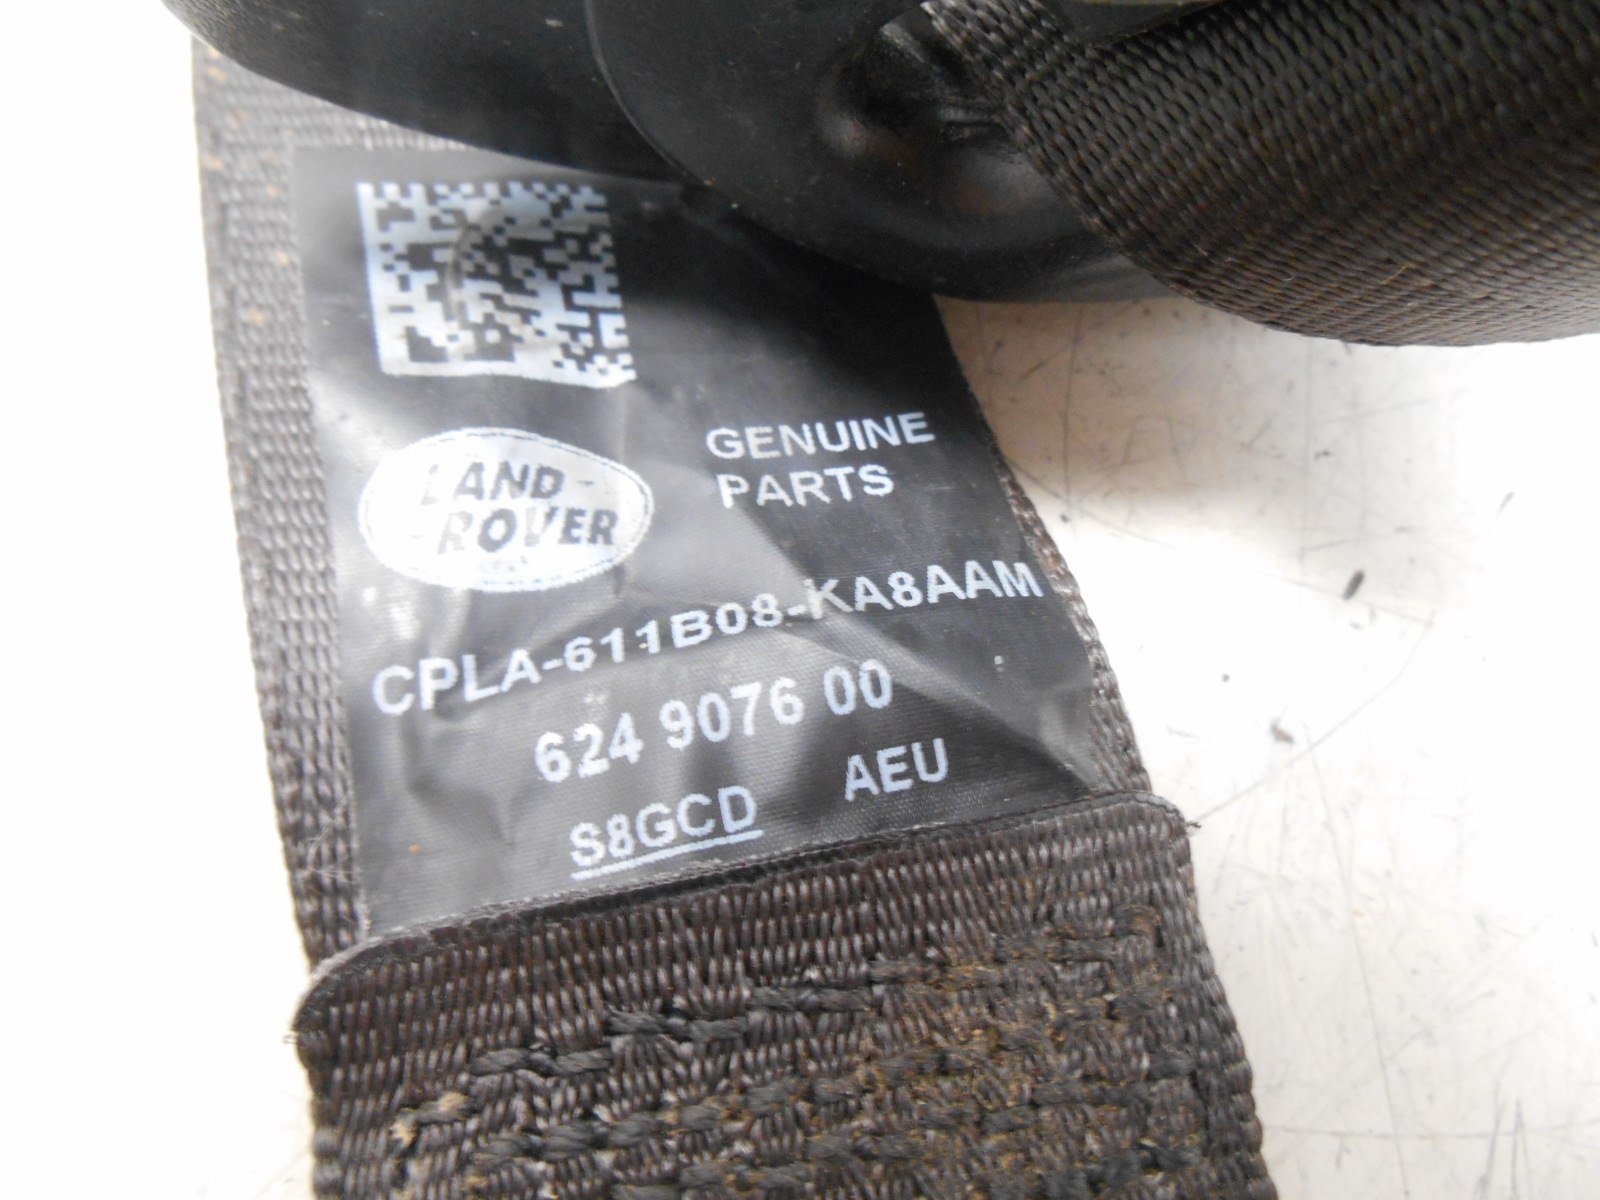 LAND-
-ROVER
GENUINE
PARTS
CPLA-611B08-KA8AAM
624 9076 00
S8GCD AEU